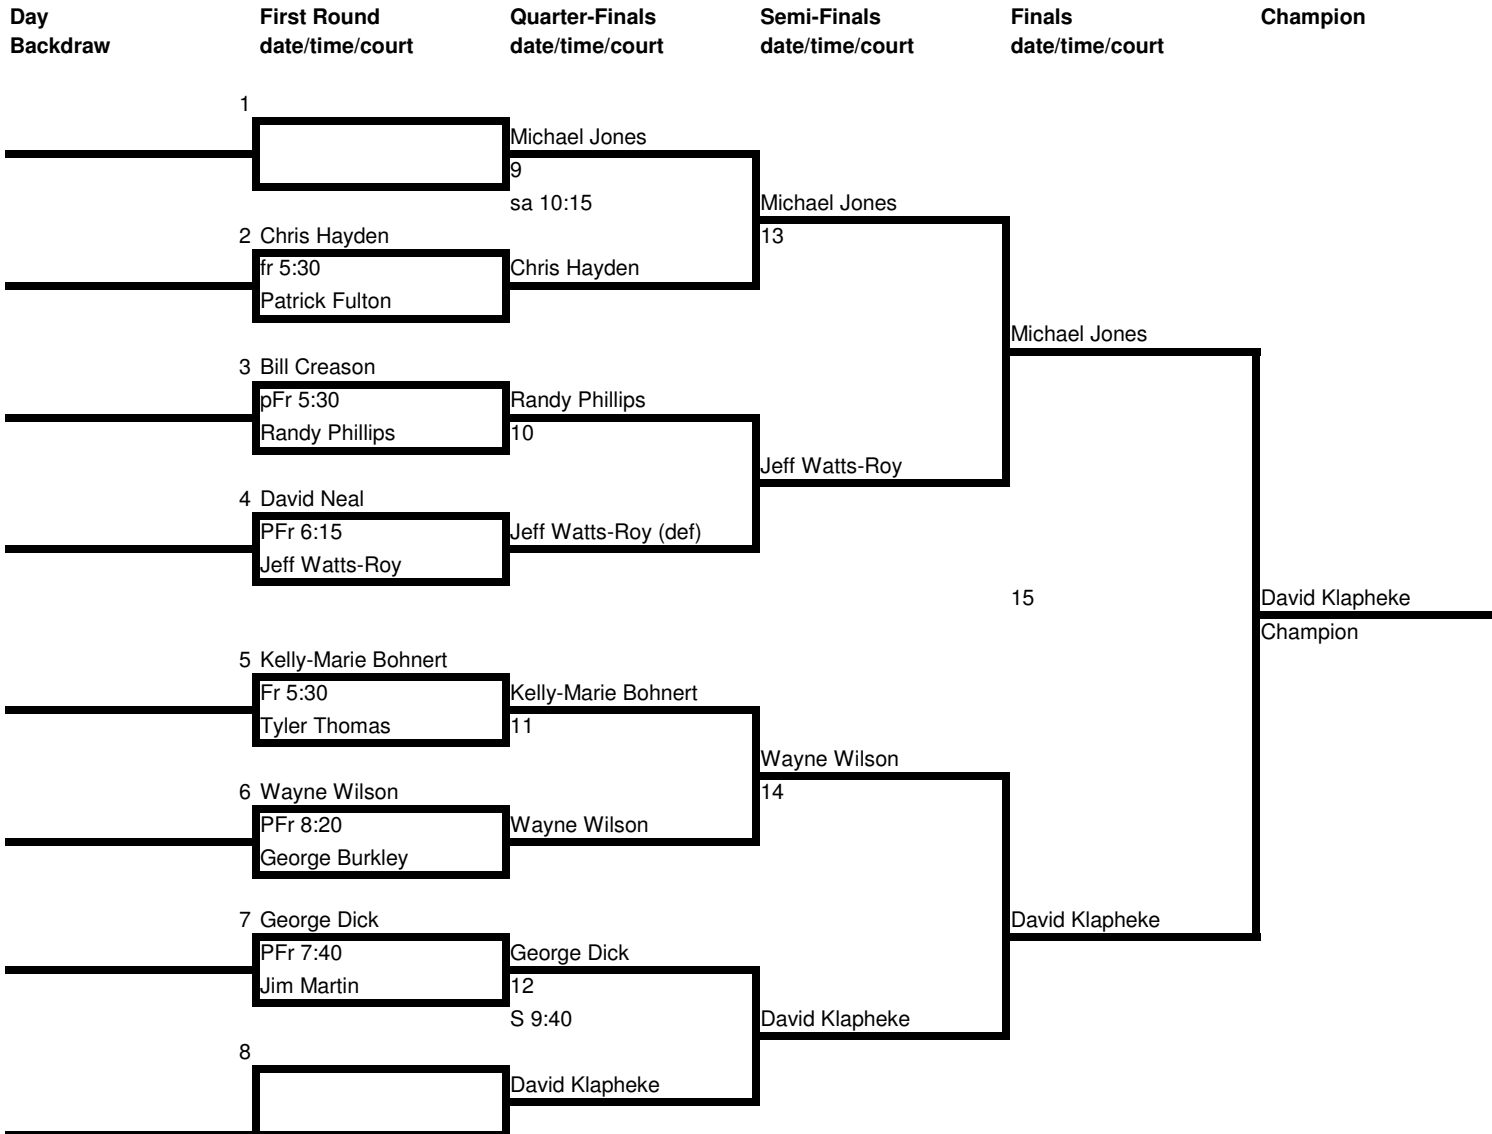 Day First Round Quarter-Finals Semi-Finals Finals Champion
Backdraw date/time/court date/time/court date/time/court date/time/court
1
Michael Jones
9
sa 10:15 Michael Jones
2 Chris Hayden 13
fr 5:30 Chris Hayden
Patrick Fulton
Michael Jones
3 Bill Creason
pFr 5:30 Randy Phillips
Randy Phillips 10
Jeff Watts-Roy
4 David Neal
PFr 6:15 Jeff Watts-Roy (def)
Jeff Watts-Roy
15 David Klapheke
Champion
5 Kelly-Marie Bohnert
Fr 5:30 Kelly-Marie Bohnert
Tyler Thomas 11
Wayne Wilson
6 Wayne Wilson 14
PFr 8:20 Wayne Wilson
George Burkley
7 George Dick David Klapheke
PFr 7:40 George Dick
Jim Martin 12
S 9:40 David Klapheke
8
David Klapheke